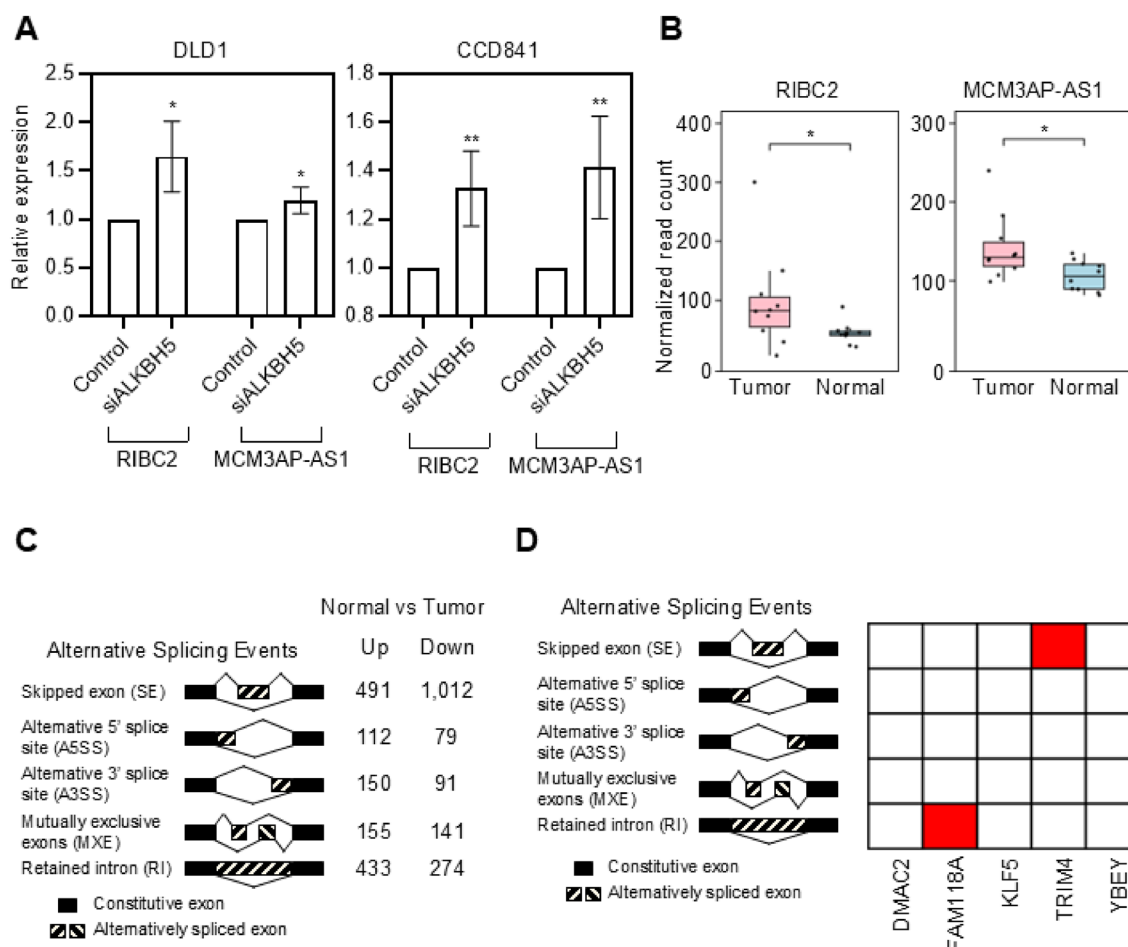 A
DLD1
CCD841
Relative expression
2.5
2.0
1.5
1.0
0.5
0.0
*
*
1.8
1.6
1.4
1.2
1.0
0.8
**
**
Control
siALKBH5
Control
siALKBH5
Control
siALKBH5
Control
siALKBH5
RIBC2
MCM3AP-AS1
RIBC2
MCM3AP-AS1
B
RIBC2
MCM3AP-AS1
Normalized read count
400
300
200
100
0
*
Tumor
Normal
300
200
100
0
*
Tumor
Normal
C
Normal vs Tumor
Alternative Splicing Events
Up
Down
Skipped exon (SE)
491
1,012
Alternative 5' splice
site (A5SS)
112
79
Alternative 3' splice
site (A3SS)
150
91
Mutually exclusive
exons (MXE)
155
141
Retained intron (RI)
433
274
Constitutive exon
Alternatively spliced exon
D
Alternative Splicing Events
Skipped exon (SE)
Alternative 5' splice
site (A5SS)
Alternative 3' splice
site (A3SS)
Mutually exclusive
exons (MXE)
Retained intron (RI)
Constitutive exon
Alternatively spliced exon
DMAC2
FAM118A
KLF5
TRIM4
YBEY